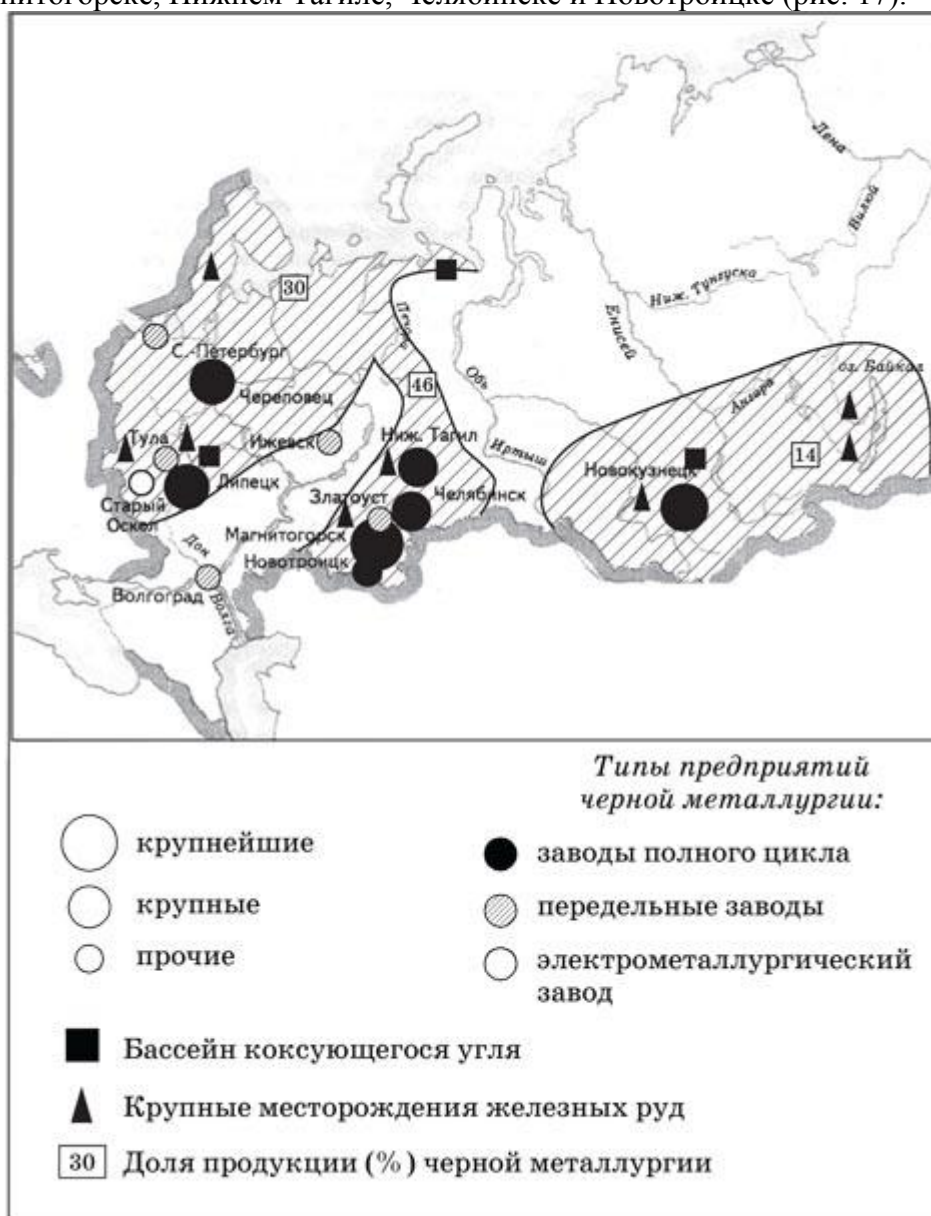 нитогорске, Нижнем Тагиле, Челябинске и Новотроицке (рис. 17).
Лена
Вилюй
Ниж. Тунгуска
30
Енисей
Печора
С.-Петербург
46
Обь
оз. Байкал
Череповец
Ангара
Тула
Ижевск
Ниж. Тагил
Иртыш
14
Новокузнецк
Липецк
Златоуст
Челябинск
Старый
Оскол
Магнитогорск
Дон
Новотроицк
Волгоград
Волга
Типы предприятий
черной металлургии:
крупнейшие
заводы полного цикла
крупные
передельные заводы
прочие
электрометаллургический
завод
Бассейн коксующегося угля
Крупные месторождения железных руд
30 Доля продукции (%) черной металлургии